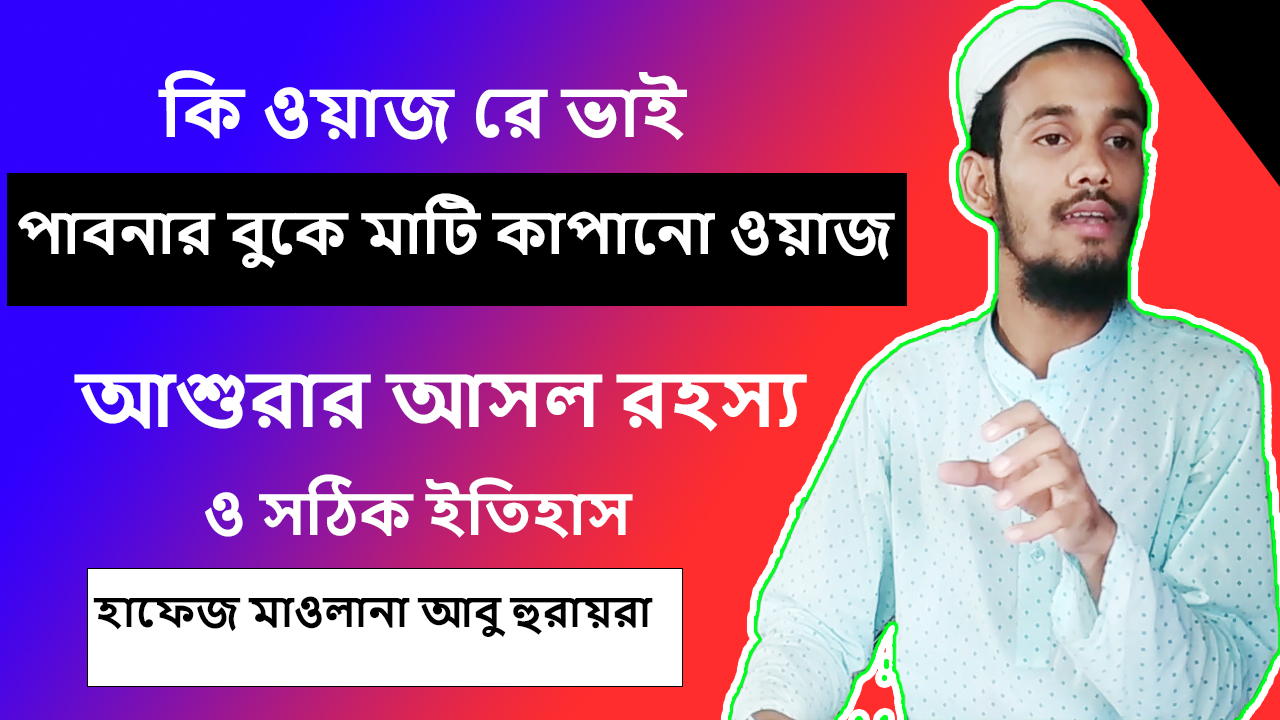 কি ওয়াজ রে ভাই
পাবনার বুকে মাটি কাপানো ওয়াজ
আশুরার আসল রহস্য
ও সঠিক ইতিহাস
হাফেজ মাওলানা আবু হুরায়রা